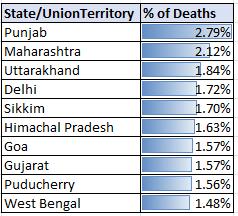 State/UnionTerritory % of Deaths
Punjab 2.79%
Maharashtra 2.12%
Uttarakhand 1.84%
Delhi 1.72%
Sikkim 1.70%
Himachal Pradesh 1.63%
Goa 1.57%
Gujarat 1.57%
Puducherry 1.56%
West Bengal 1.48%